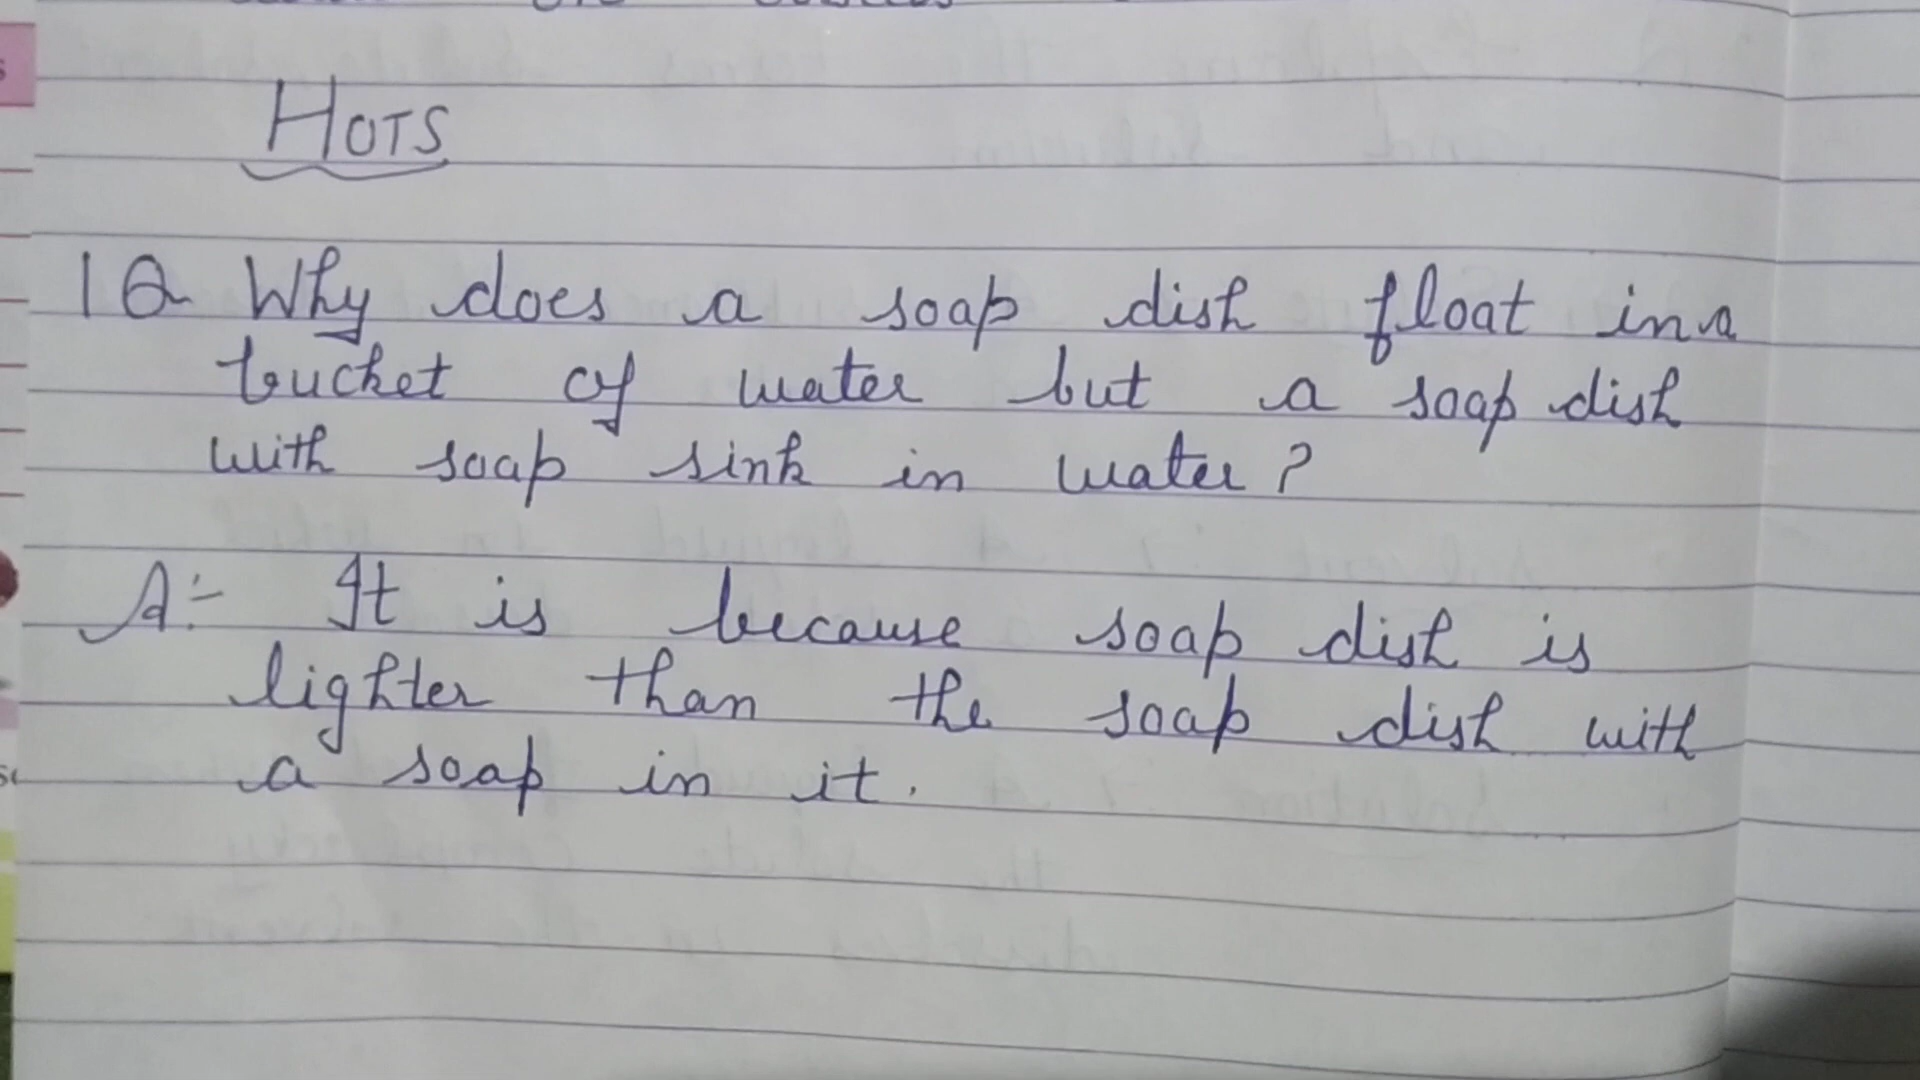 HOTS
1Q Why does a soap dish float in a
bucket of water but a soap dish
with soap sink in water?
A:- It is because soap dish is
lighter than the soap dish with
a soap in it.